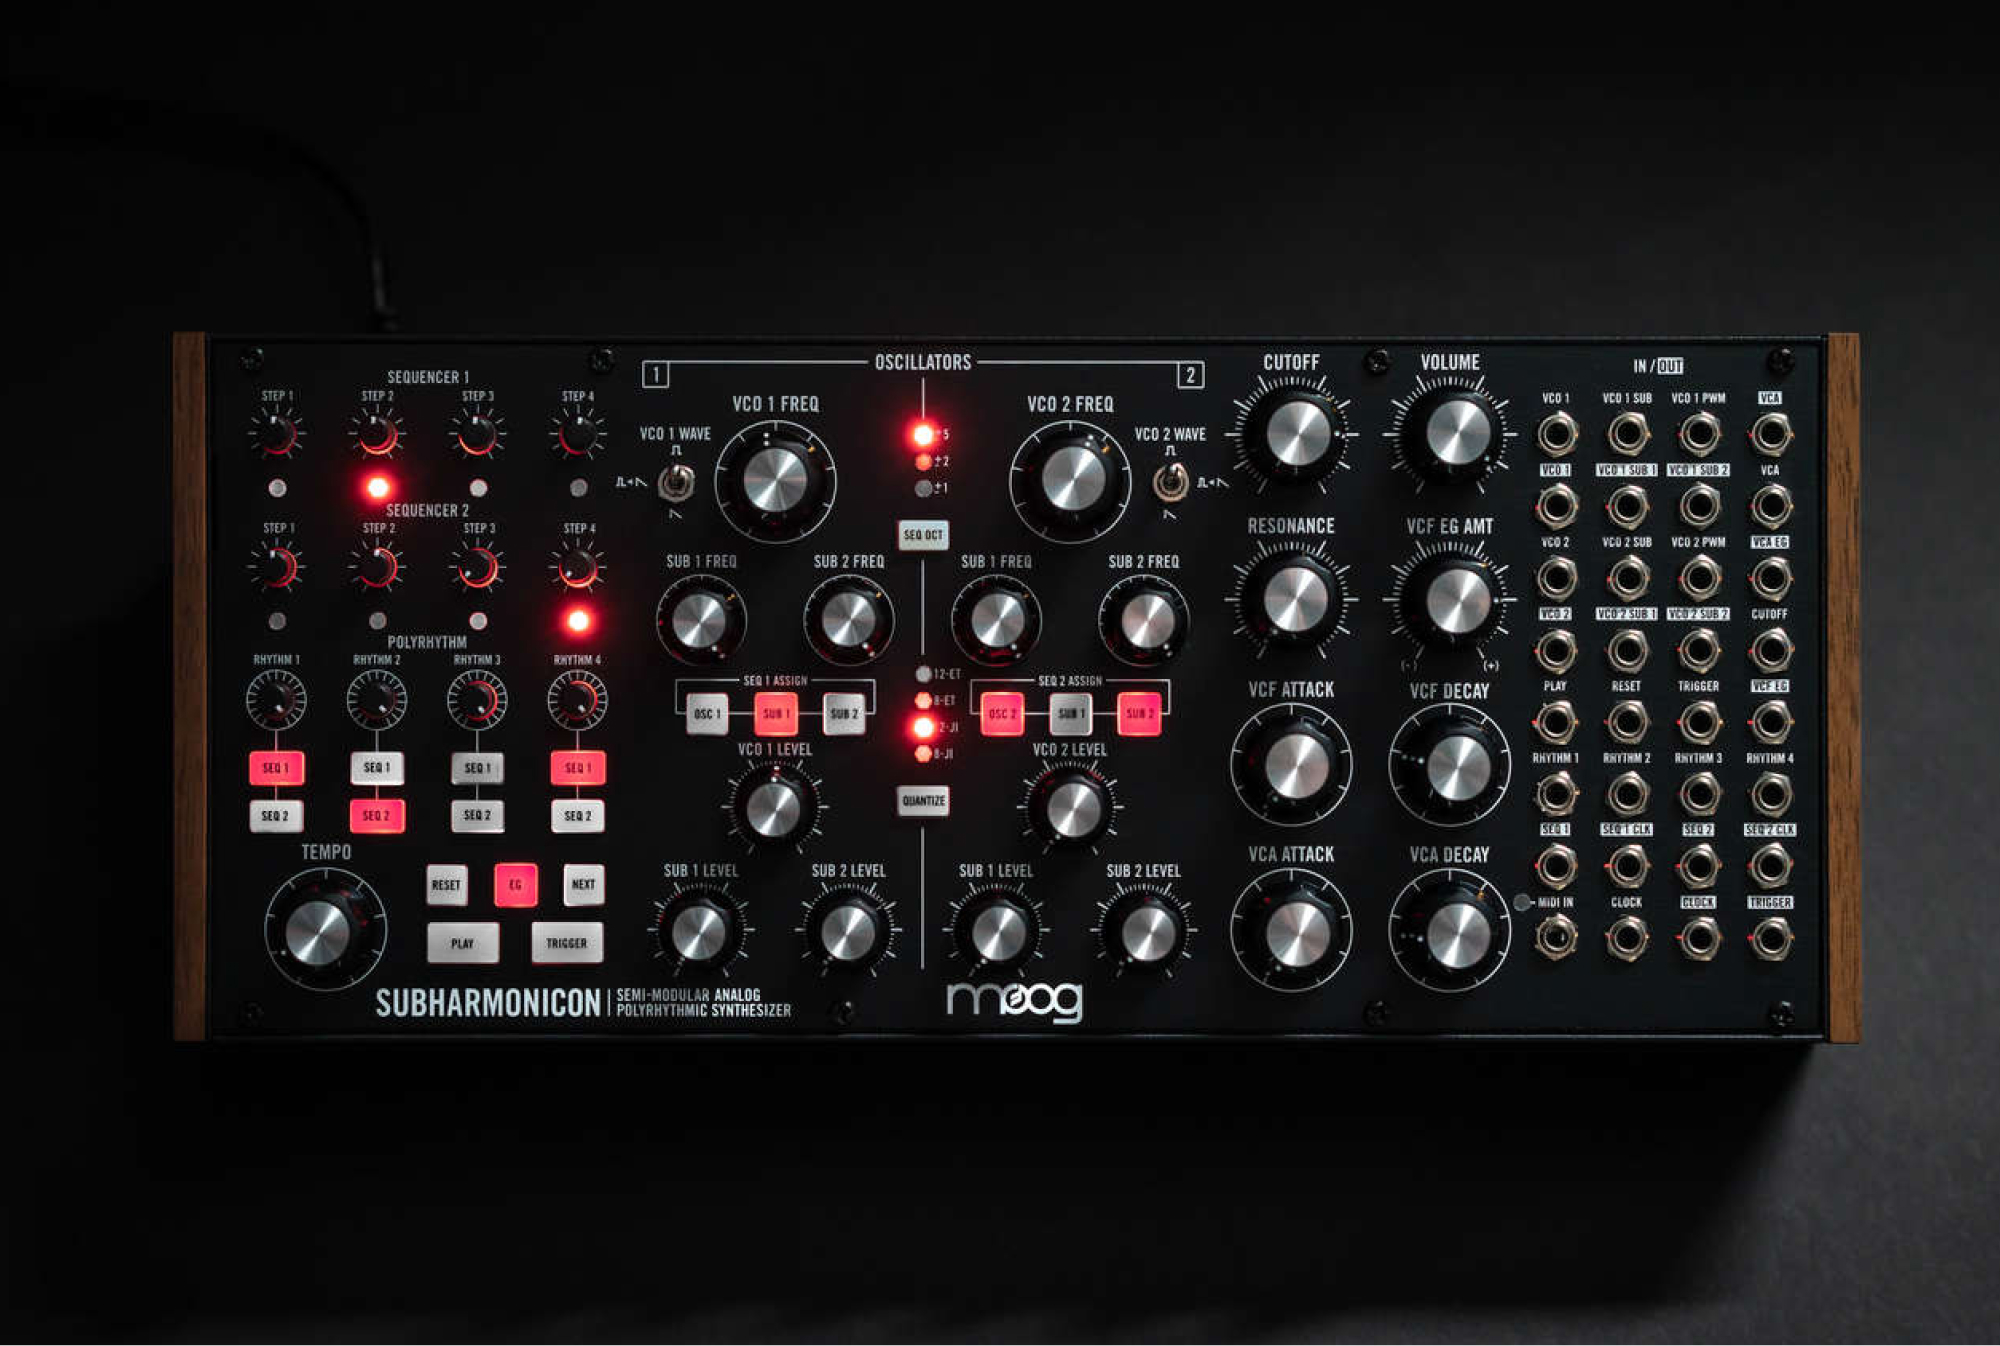 SEQUENCER 1
STEP 1 STEP 2 STEP 3 STEP 4
SEQUENCER 2
STEP 1 STEP 2 STEP 3 STEP 4
POLYRHYTHM
RHYTHM 1 RHYTHM 2 RHYTHM 3 RHYTHM 4
SEQ 1 SEQ 1 SEQ 1 SEQ 1
SEQ 2 SEQ 2 SEQ 2 SEQ 2
TEMPO
RESET EG NEXT
PLAY TRIGGER
SUBHARMONICON
SEMI-MODULAR ANALOG
POLYRHYTHMIC SYNTHESIZER
OSCILLATORS
1 2
VCO 1 FREQ VCO 2 FREQ
VCO 1 WAVE VCO 2 WAVE
±5
±2
±1
SEQ OCT
SUB 1 FREQ SUB 2 FREQ SUB 1 FREQ SUB 2 FREQ
12-ET
8-ET
12-JI
8-JI
SEQ 1 ASSIGN SEQ 2 ASSIGN
OSC 1 SUB 1 SUB 2 OSC 2 SUB 1 SUB 2
VCO 1 LEVEL VCO 2 LEVEL
QUANTIZE
SUB 1 LEVEL SUB 2 LEVEL SUB 1 LEVEL SUB 2 LEVEL
moog
CUTOFF VOLUME
RESONANCE VCF EG AMT
(-) (+)
VCF ATTACK VCF DECAY
VCA ATTACK VCA DECAY
IN / OUT
VCO 1 VCO 1 SUB VCO 1 PWM VCA
VCO 1 VCO 1 SUB 1 VCO 1 SUB 2 VCA
VCO 2 VCO 2 SUB VCO 2 PWM VCA EG
VCO 2 VCO 2 SUB 1 VCO 2 SUB 2 CUTOFF
PLAY RESET TRIGGER VCF EG
RHYTHM 1 RHYTHM 2 RHYTHM 3 RHYTHM 4
SEQ 1 SEQ 1 CLK SEQ 2 SEQ 2 CLK
MIDI IN CLOCK CLOCK TRIGGER